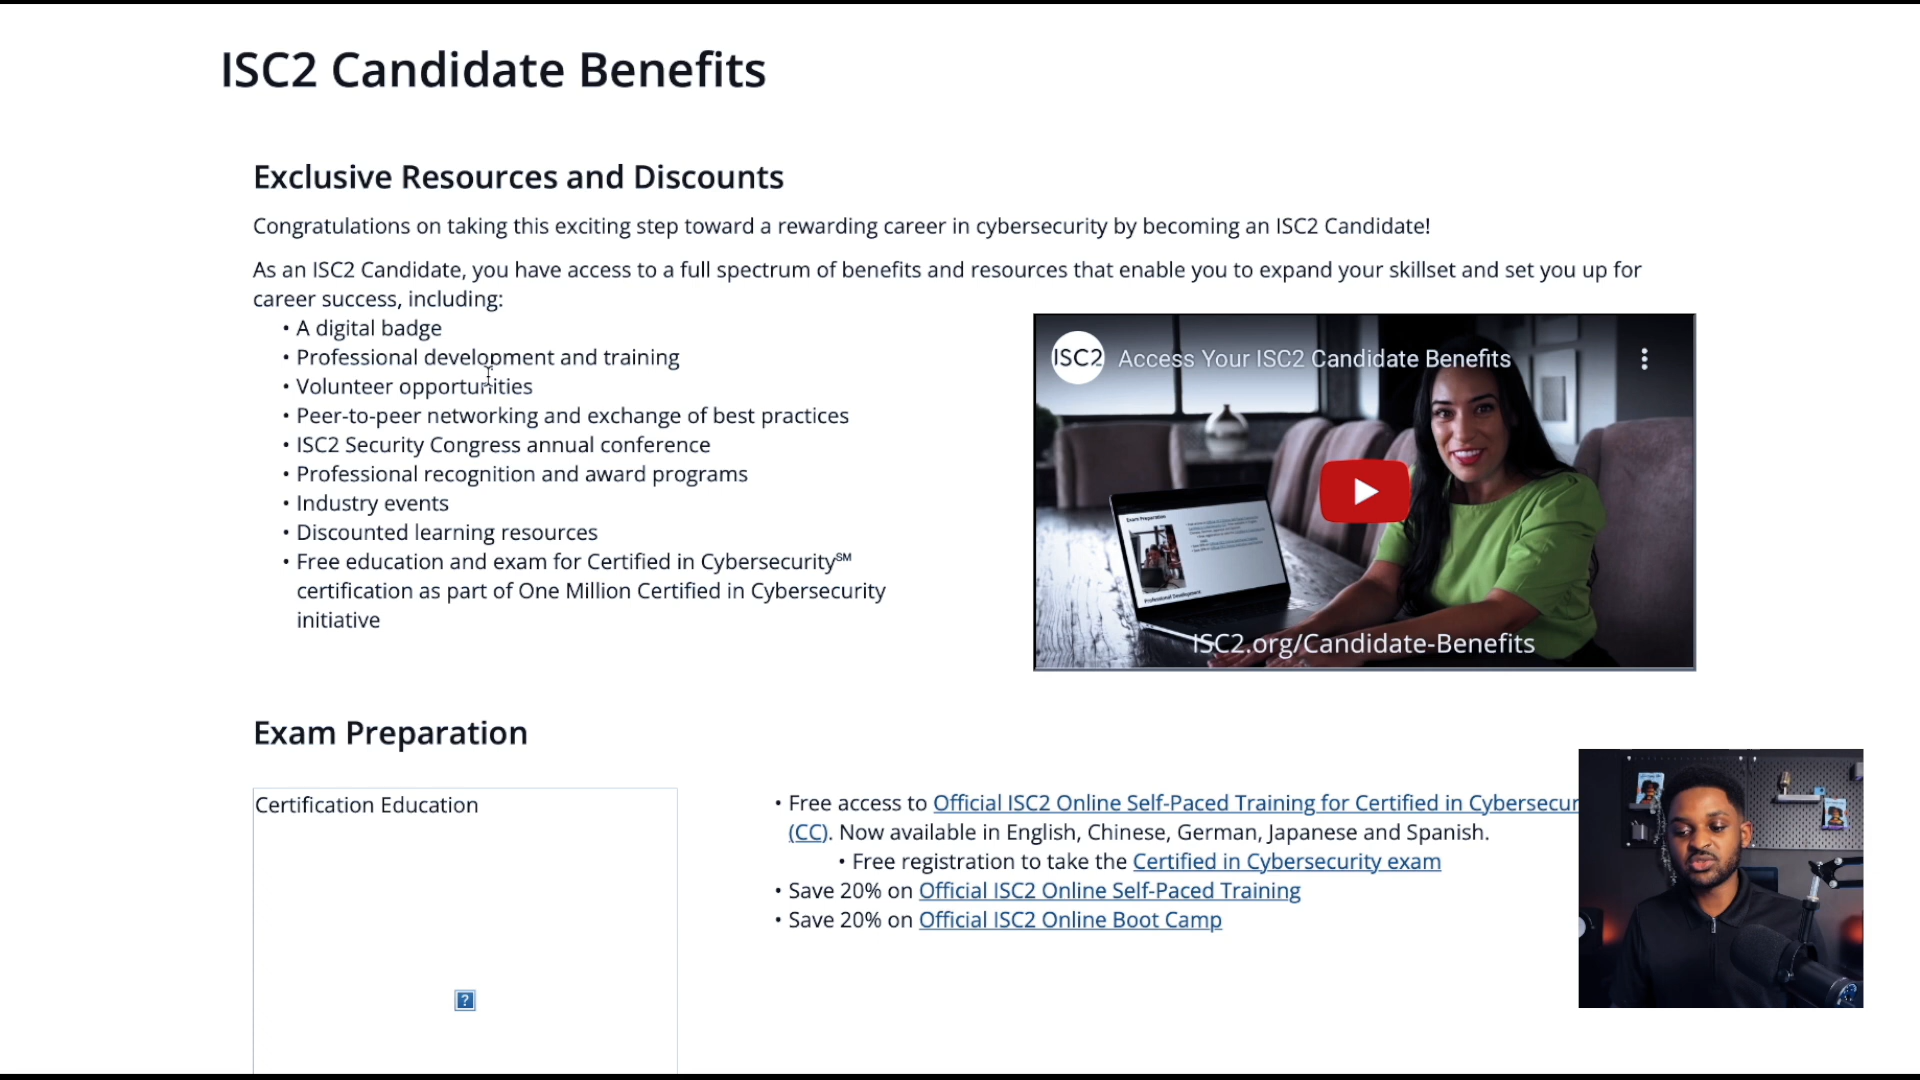 ISC2 Candidate Benefits
Exclusive Resources and Discounts
Congratulations on taking this exciting step toward a rewarding career in cybersecurity by becoming an ISC2 Candidate!
As an ISC2 Candidate, you have access to a full spectrum of benefits and resources that enable you to expand your skillset and set you up for
career success, including:
• A digital badge
• Professional development and training
• Volunteer opportunities
• Peer-to-peer networking and exchange of best practices
• ISC2 Security Congress annual conference
• Professional recognition and award programs
• Industry events
• Discounted learning resources
• Free education and exam for Certified in Cybersecurity℠
certification as part of One Million Certified in Cybersecurity
initiative
ISC2 Access Your ISC2 Candidate Benefits
Exam Preparation
Professional Development
ISC2.org/Candidate-Benefits
Exam Preparation
Certification Education
?
• Free access to Official ISC2 Online Self-Paced Training for Certified in Cybersecur
(CC). Now available in English, Chinese, German, Japanese and Spanish.
• Free registration to take the Certified in Cybersecurity exam
• Save 20% on Official ISC2 Online Self-Paced Training
• Save 20% on Official ISC2 Online Boot Camp